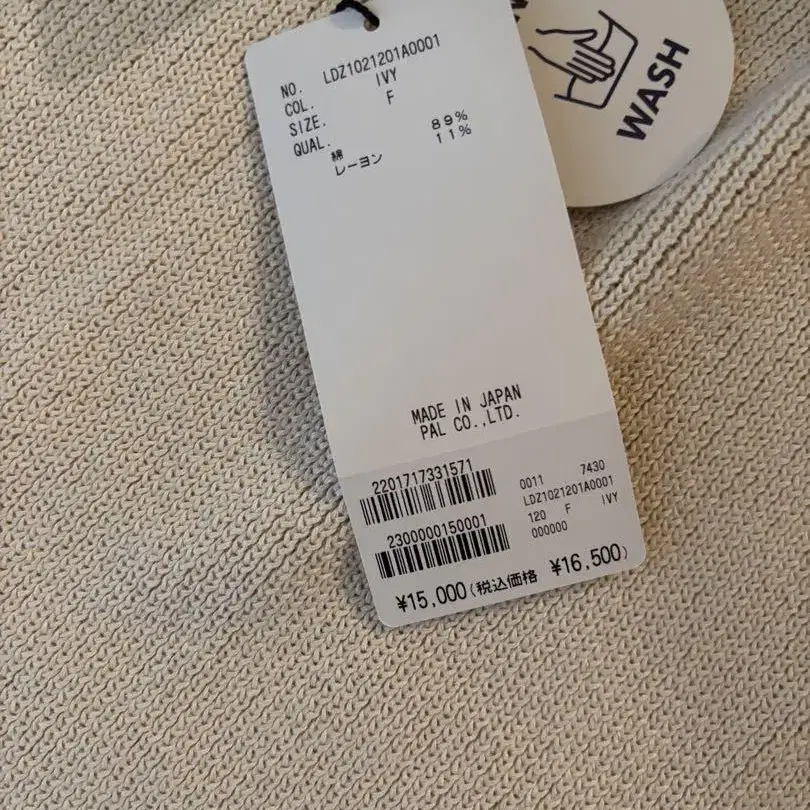 NO. LDZ1021201A0001
COL. IVY
SIZE. F
QUAL.
綿 89%
レーヨン 11%
MADE IN JAPAN
PAL CO.,LTD.
2201717331571
2300000150001
0011 7430
LDZ1021201A0001
120 F IVY
000000
¥15,000(税込価格 ¥16,500)
WASH